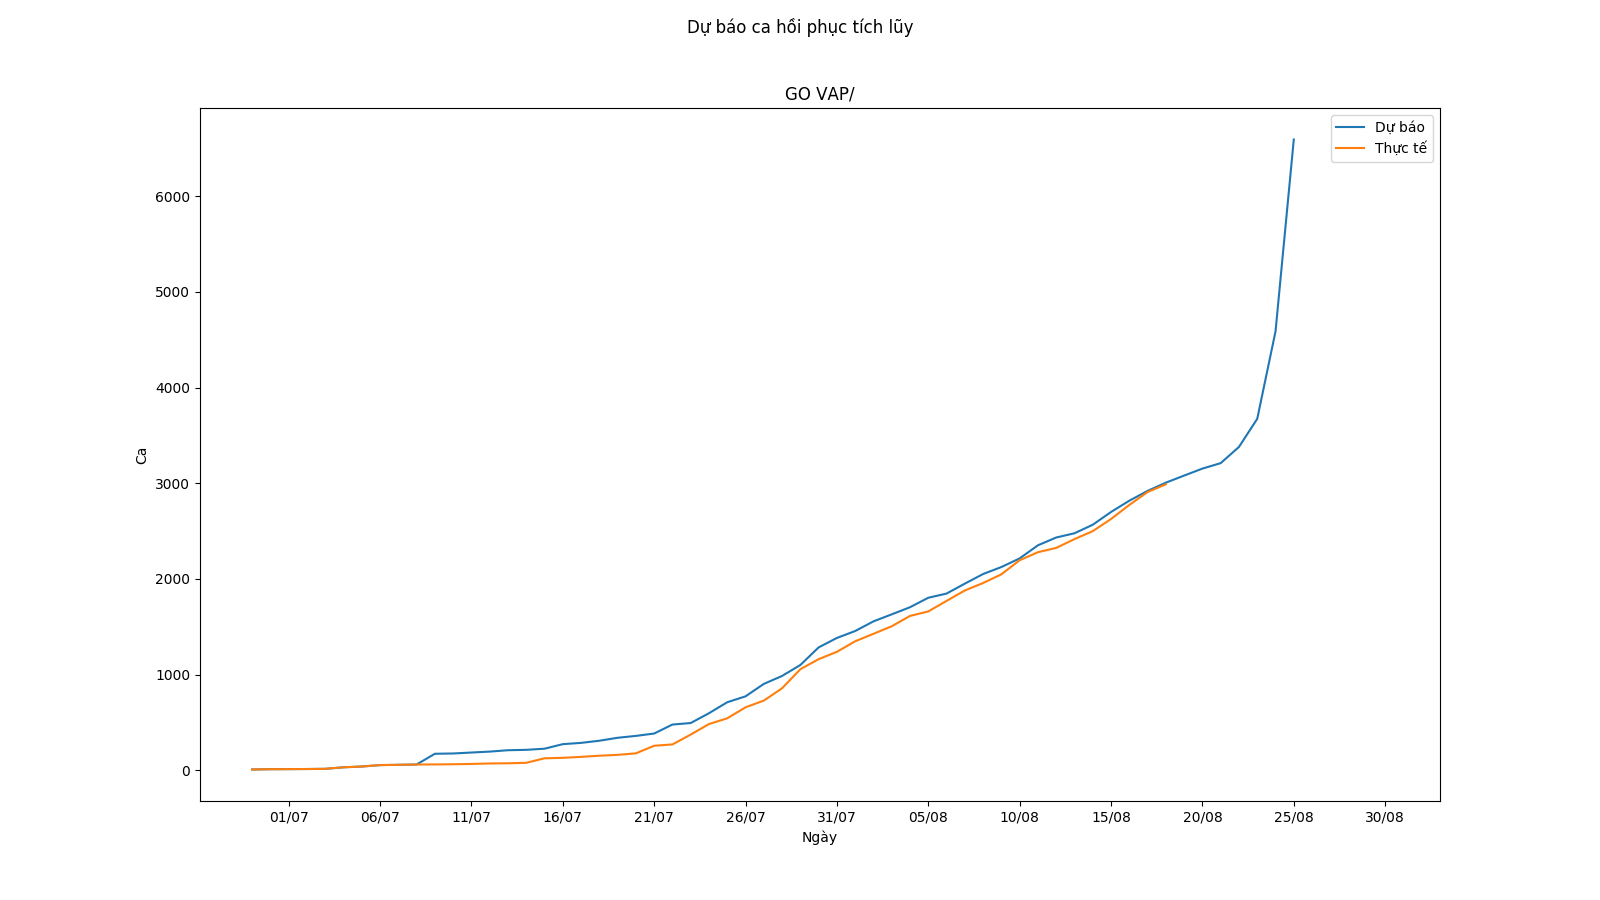 Dự báo ca hồi phục tích lũy
GO VAP/
Dự báo
Thực tế
6000
5000
4000
3000
2000
1000
0
Ca
01/07 06/07 11/07 16/07 21/07 26/07 31/07 05/08 10/08 15/08 20/08 25/08 30/08
Ngày